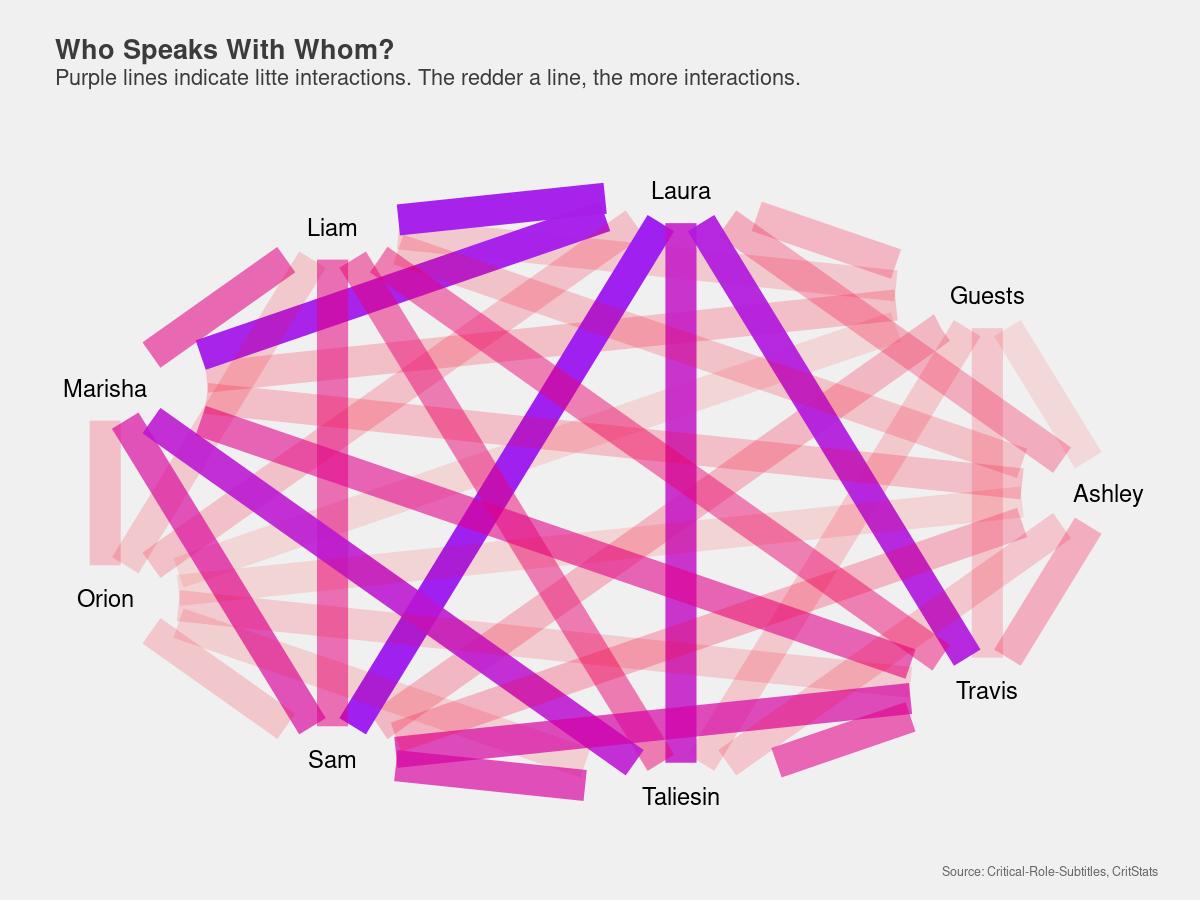 Who Speaks With Whom?
Purple lines indicate litte interactions. The redder a line, the more interactions.
Laura
Liam
Guests
Marisha
Ashley
Orion
Travis
Sam
Taliesin
Source: Critical-Role-Subtitles, CritStats